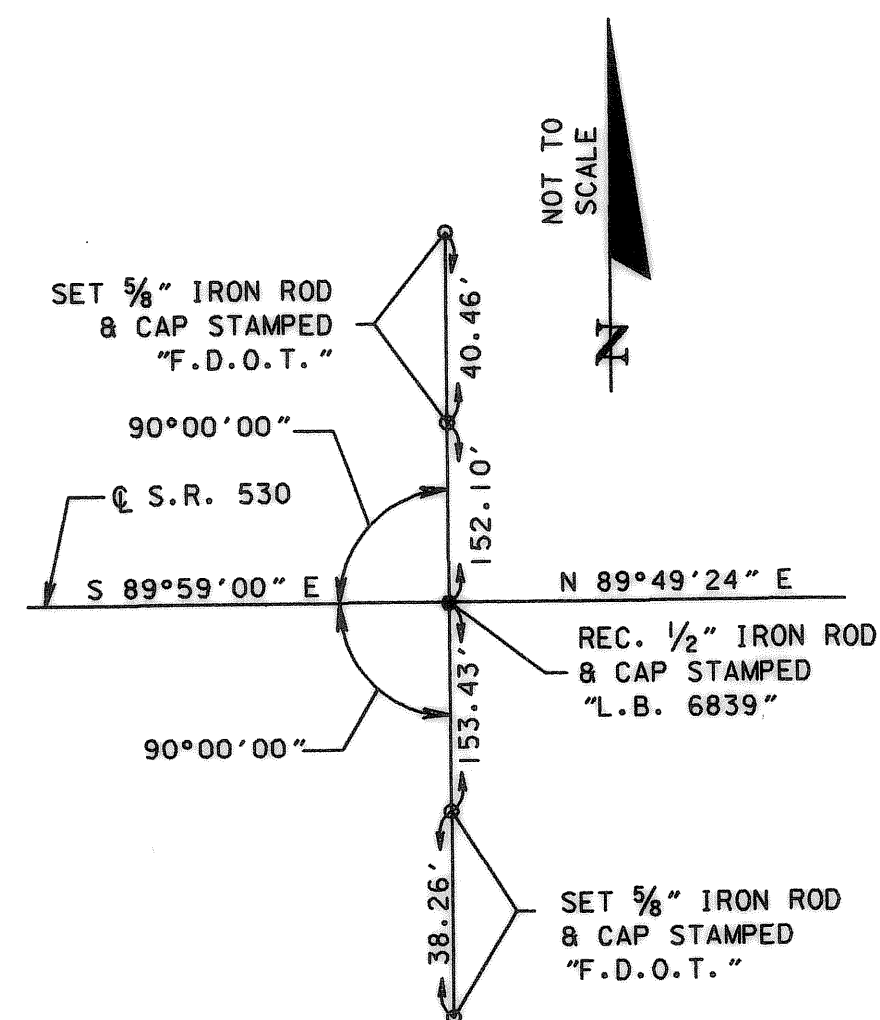 NOT TO
SCALE
N
SET 5/8" IRON ROD
& CAP STAMPED
"F.D.O.T."
40.46'
90°00'00"
℄ S.R. 530
152.10'
S 89°59'00" E
N 89°49'24" E
REC. 1/2" IRON ROD
& CAP STAMPED
"L.B. 6839"
153.43'
90°00'00"
38.26'
SET 5/8" IRON ROD
& CAP STAMPED
"F.D.O.T."